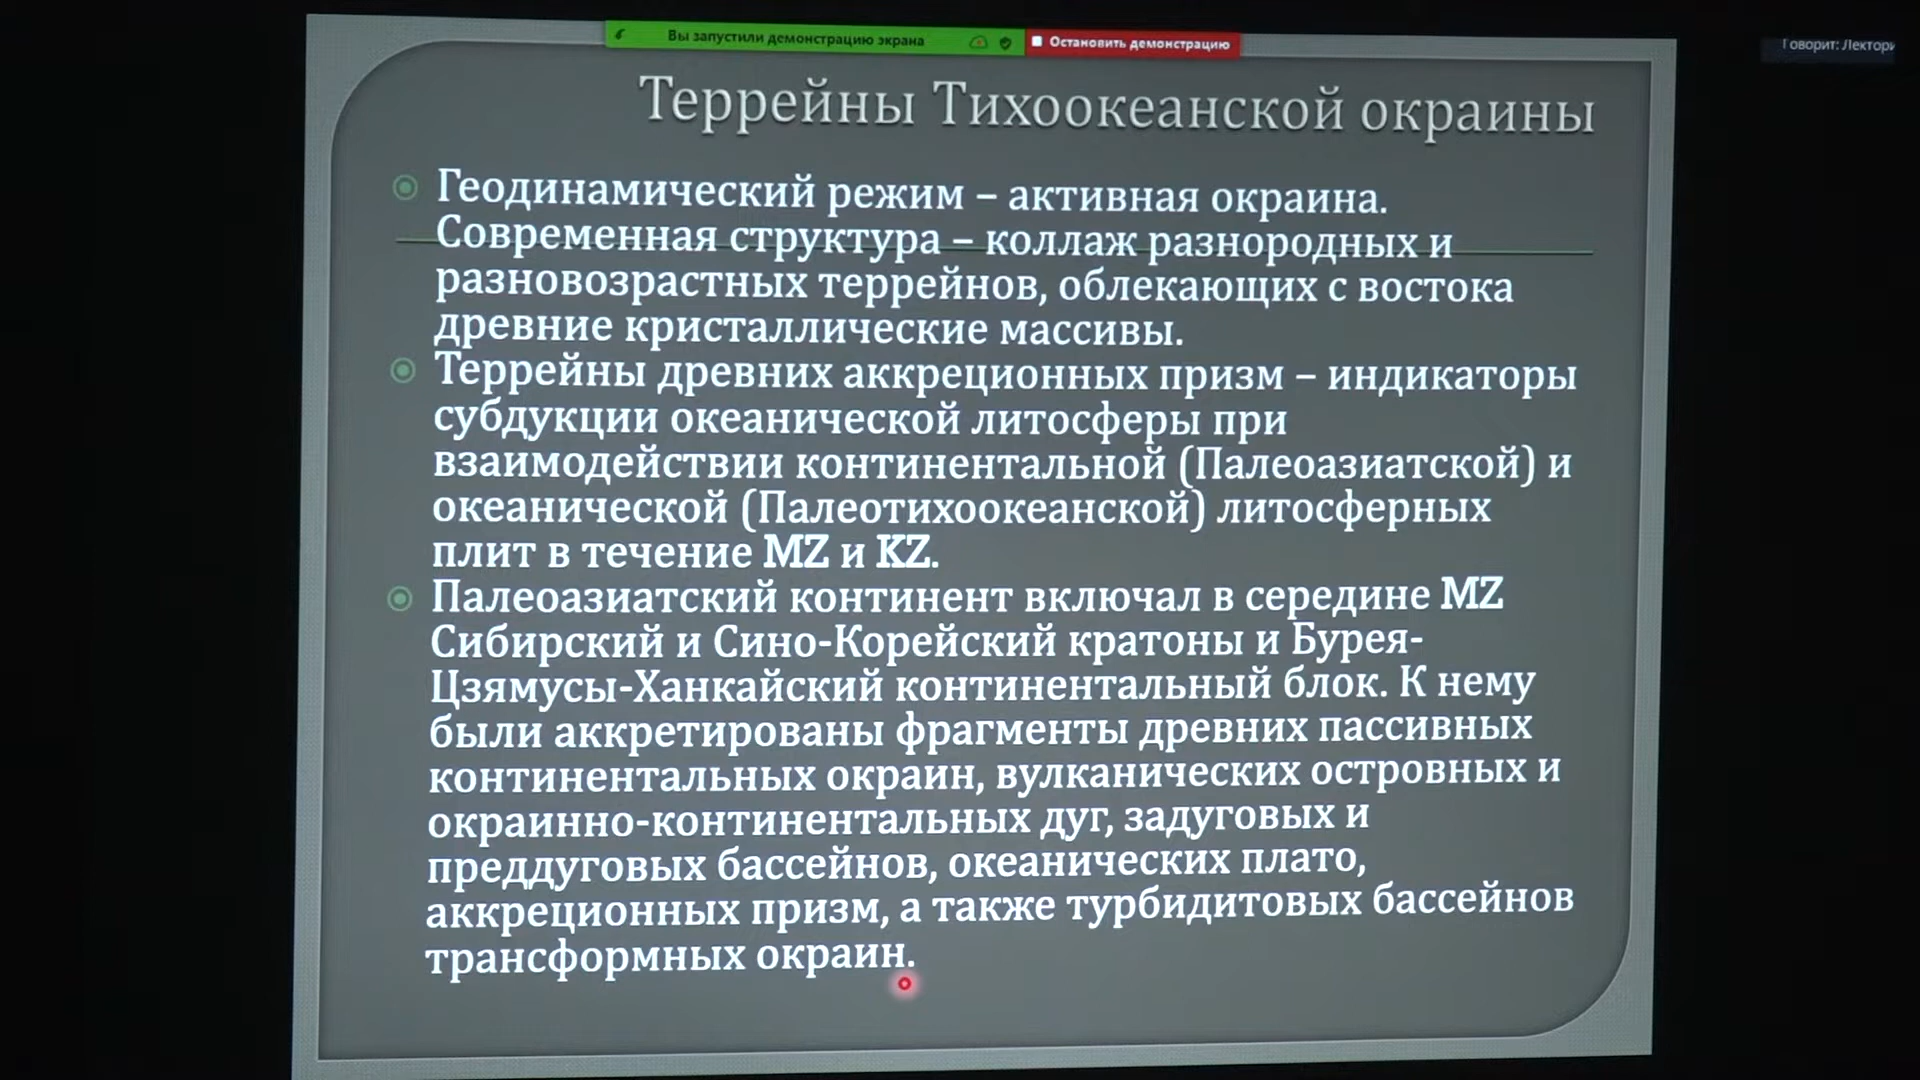 Вы запустили демонстрацию экрана
Остановить демонстрацию
Говорит: Лектори
Террейны Тихоокеанской окраины
Геодинамический режим – активная окраина.
Современная структура – коллаж разнородных и
разновозрастных террейнов, облекающих с востока
древние кристаллические массивы.
Террейны древних аккреционных призм – индикаторы
субдукции океанической литосферы при
взаимодействии континентальной (Палеоазиатской) и
океанической (Палеотихоокеанской) литосферных
плит в течение MZ и KZ.
Палеоазиатский континент включал в середине MZ
Сибирский и Сино-Корейский кратоны и Бурея-
Цзямусы-Ханкайский континентальный блок. К нему
были аккретированы фрагменты древних пассивных
континентальных окраин, вулканических островных и
окраинно-континентальных дуг, задуговых и
преддуговых бассейнов, океанических плато,
аккреционных призм, а также турбидитовых бассейнов
трансформных окраин.